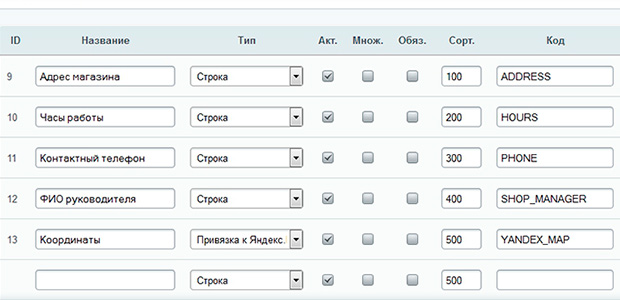 ID Название Тип Акт. Множ. Обяз. Сорт. Код
9 Адрес магазина Строка 100 ADDRESS
10 Часы работы Строка 200 HOURS
11 Контактный телефон Строка 300 PHONE
12 ФИО руководителя Строка 400 SHOP_MANAGER
13 Координаты Привязка к Яндекс. 500 YANDEX_MAP
Строка 500